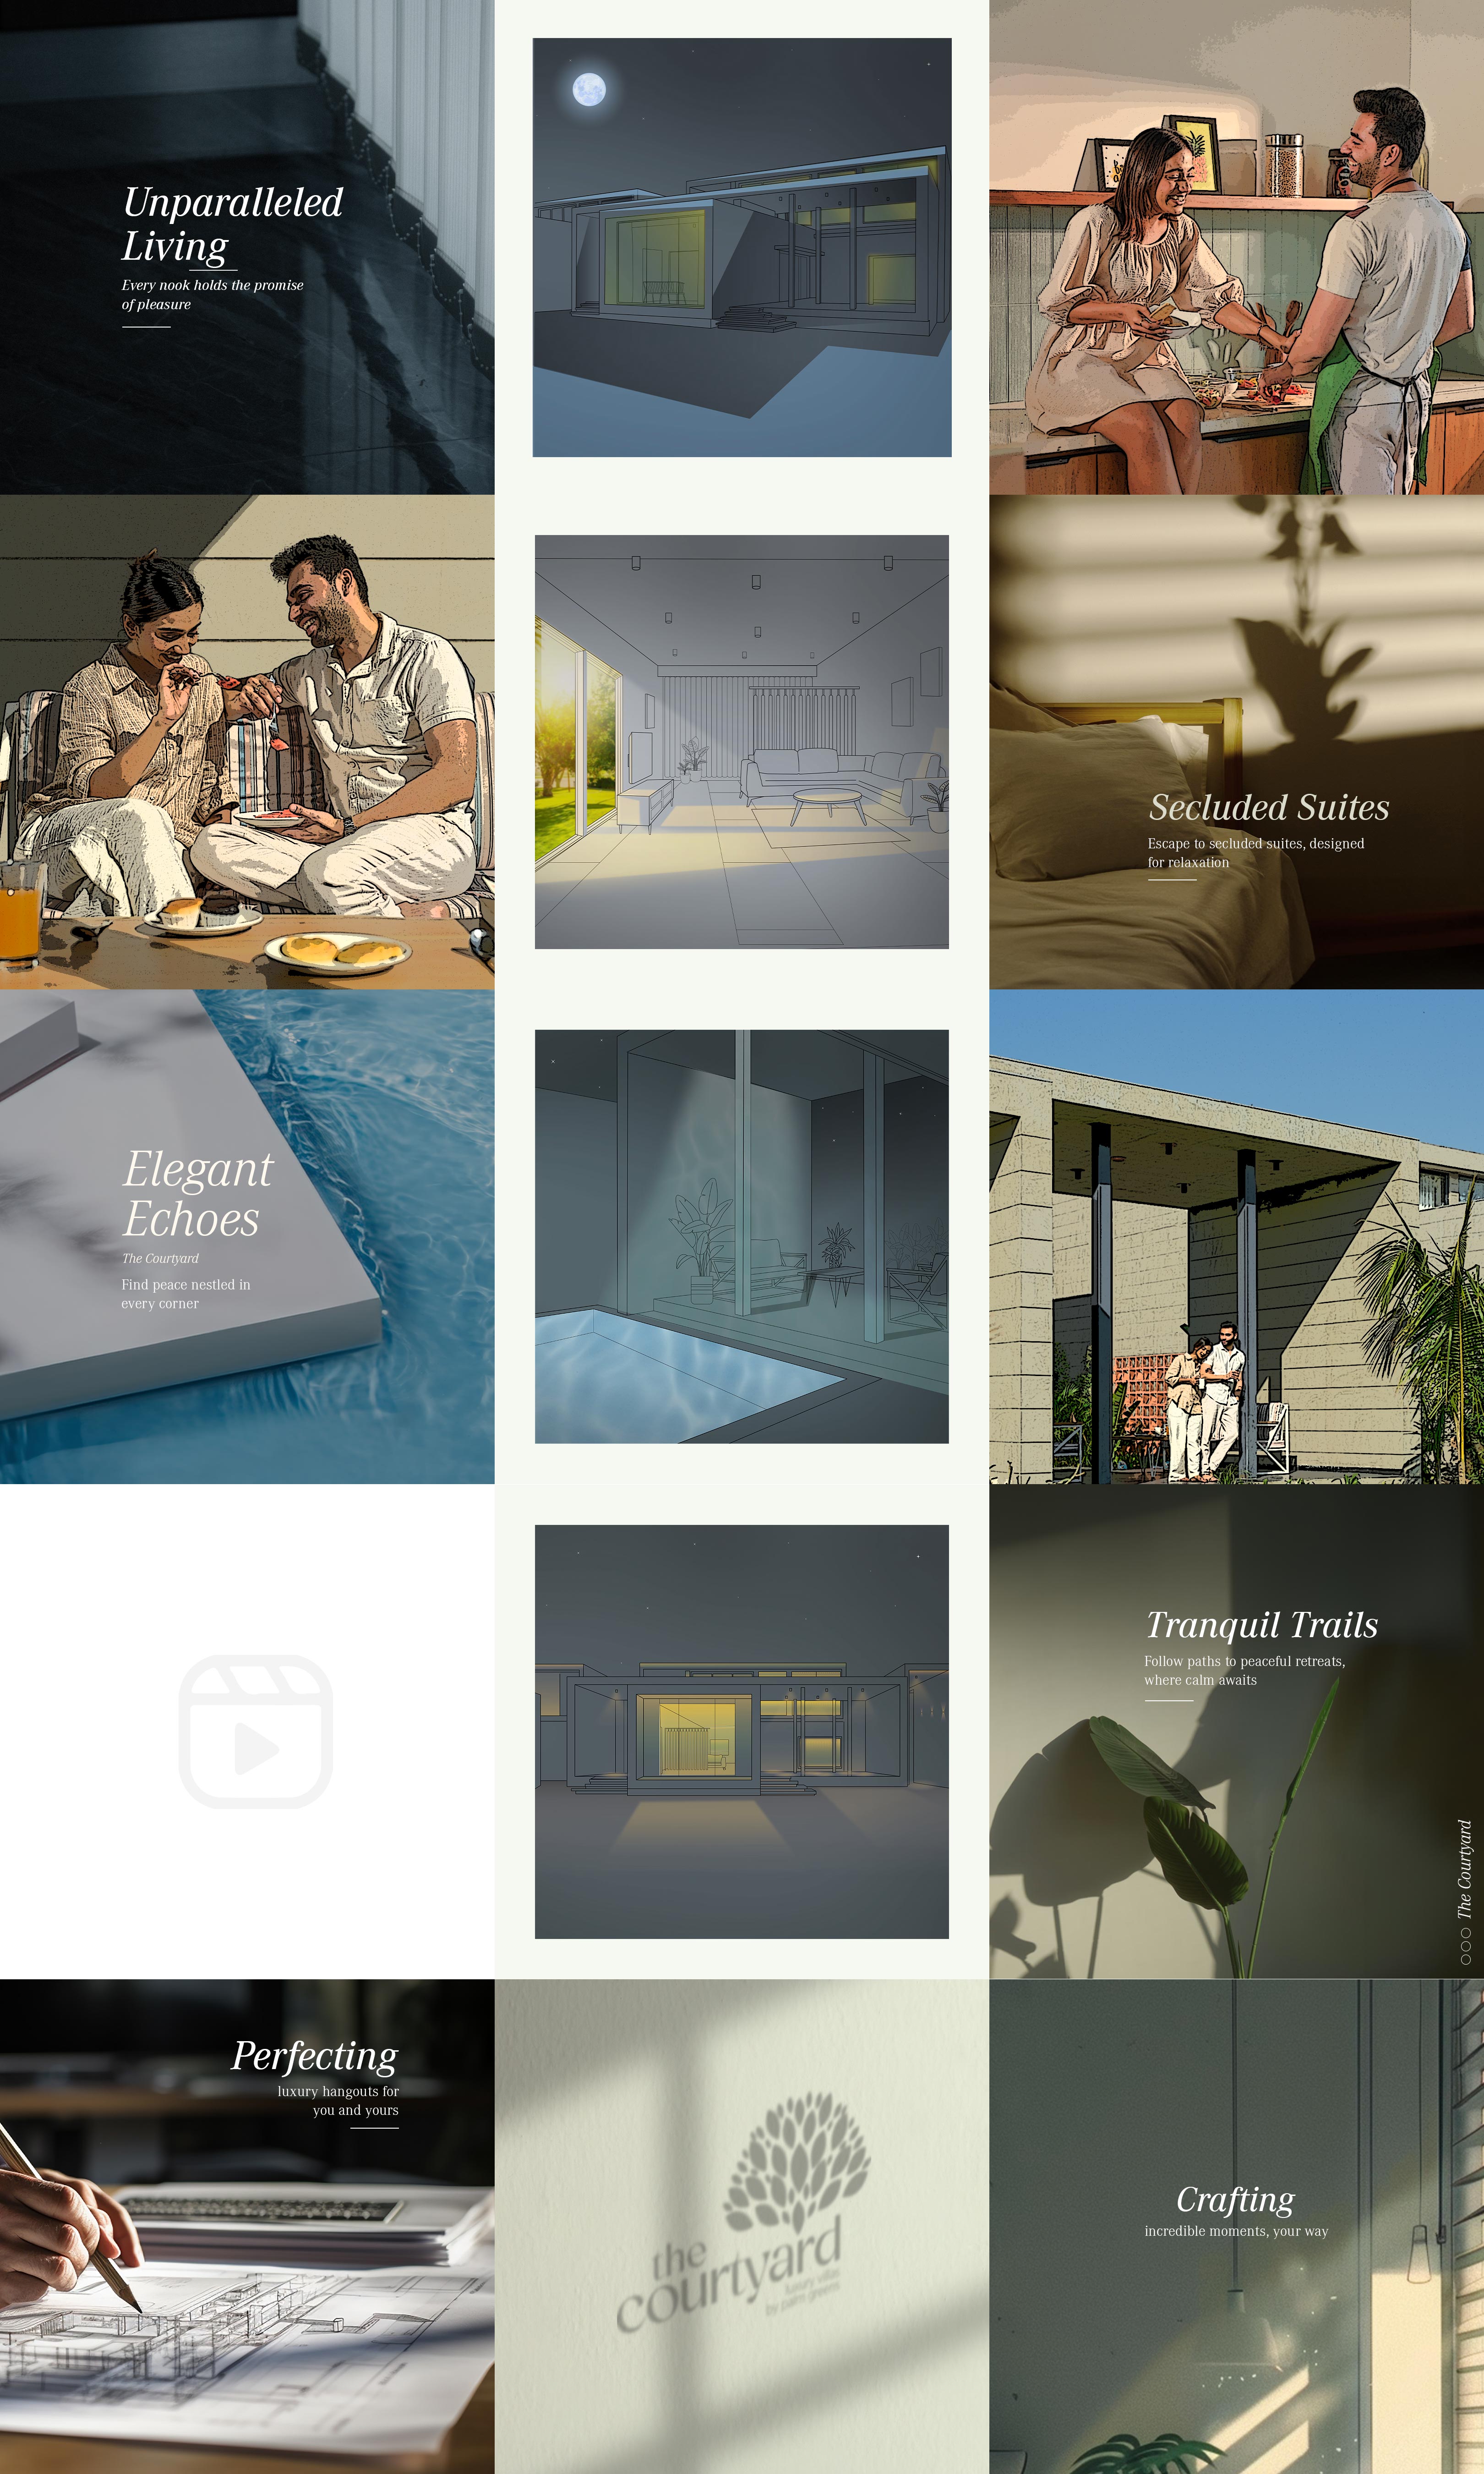 Unparalleled
Living
Every nook holds the promise
of pleasure
Secluded Suites
Escape to secluded suites, designed
for relaxation
Elegant
Echoes
The Courtyard
Find peace nestled in
every corner
Tranquil Trails
Follow paths to peaceful retreats,
where calm awaits
The Courtyard
Perfecting
luxury hangouts for
you and yours
the
courtyard
luxury villas
by palm greens
Crafting
incredible moments, your way